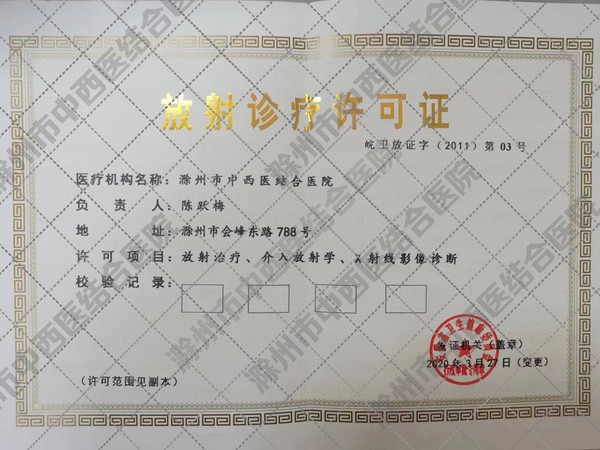 放射诊疗许可证
皖卫放证字（2011）第03号
医疗机构名称：滁州市中西医结合医院
负责人：陈跃梅
地址：滁州市会峰东路788号
许可项目：放射治疗、介入放射学、X射线影像诊断
校验记录：
发证机关（盖章）
2020年3月27日（变更）
（许可范围见副本）
滁州市中西医结合医院